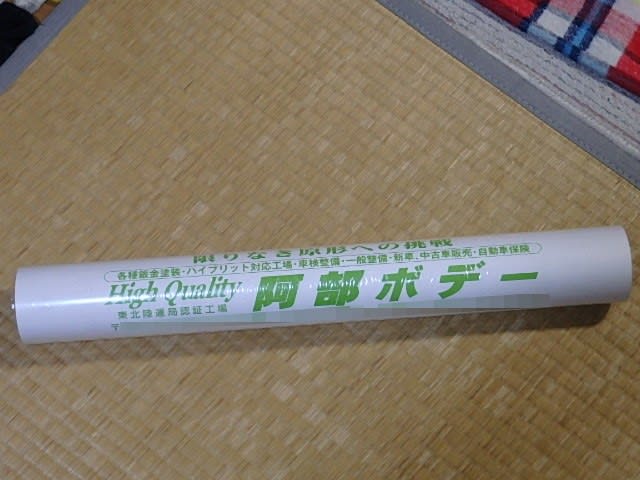 限りなき原形への挑戦
各種鈑金塗装・ハイブリット対応工場・車検整備・一般整備・新車、中古車販売・自動車保険
High Quality 阿部ボデー
東北陸運局認証工場
〒